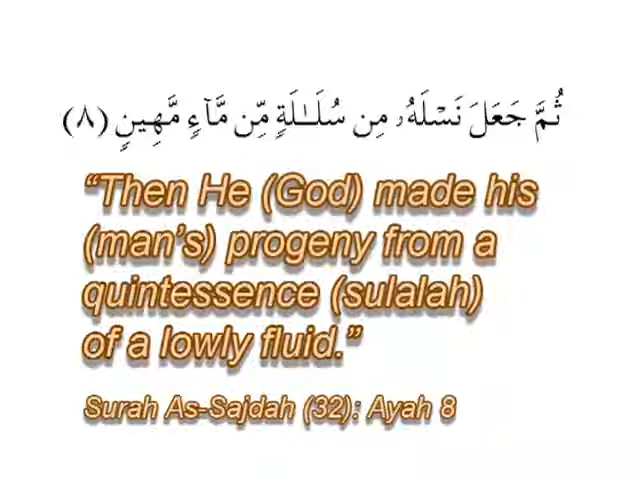 ثُمَّ جَعَلَ نَسْلَهُۥ مِن سُلَـٰلَةٍ مِّن مَّآءٍ مَّهِينٍ (٨)
“Then He (God) made his
(man’s) progeny from a
quintessence (sulalah)
of a lowly fluid.”
Surah As-Sajdah (32): Ayah 8